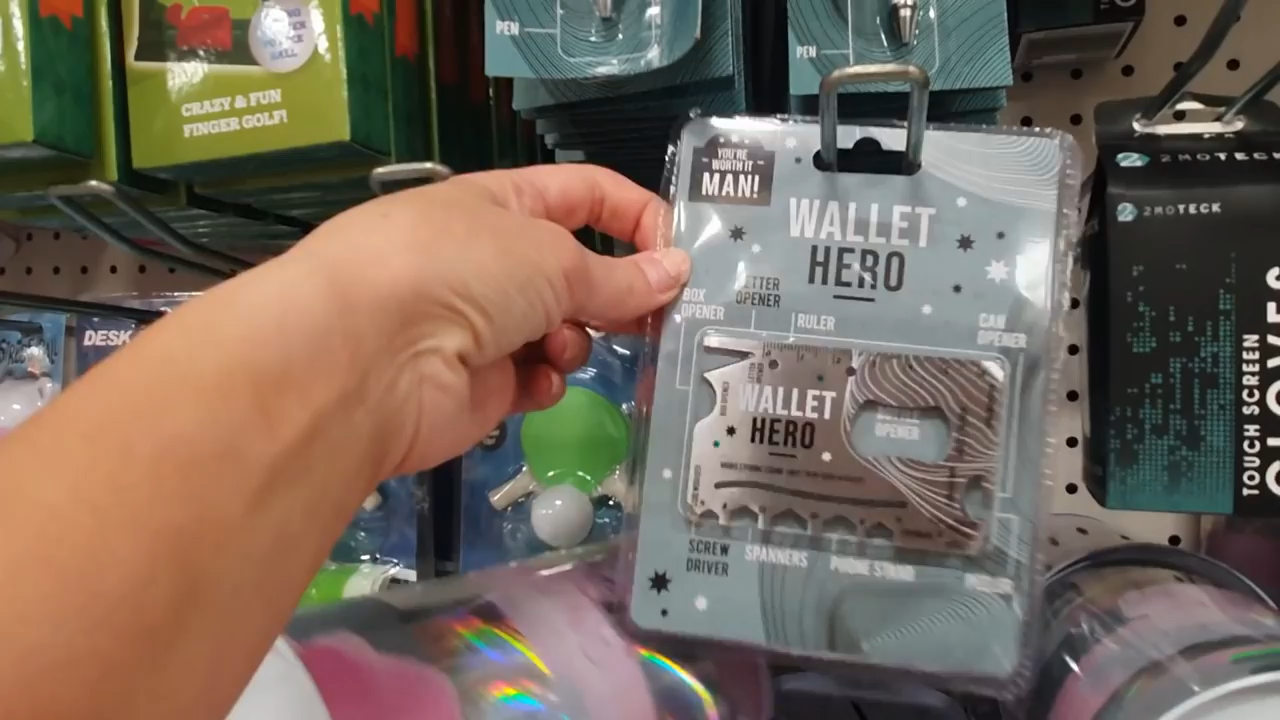 PEN
PEN
CRAZY & FUN
FINGER GOLF!
YOU'RE
WORTH IT
MAN!
WALLET
HERO
BOX
OPENER
OPENER
RULER
CAN
OPENER
WALLET
HERO
OPENER
SCREW
DRIVER
SPANNERS
PHONE STAND
DESK
2MOTECK
2MOTECK
TOUCH SCREEN